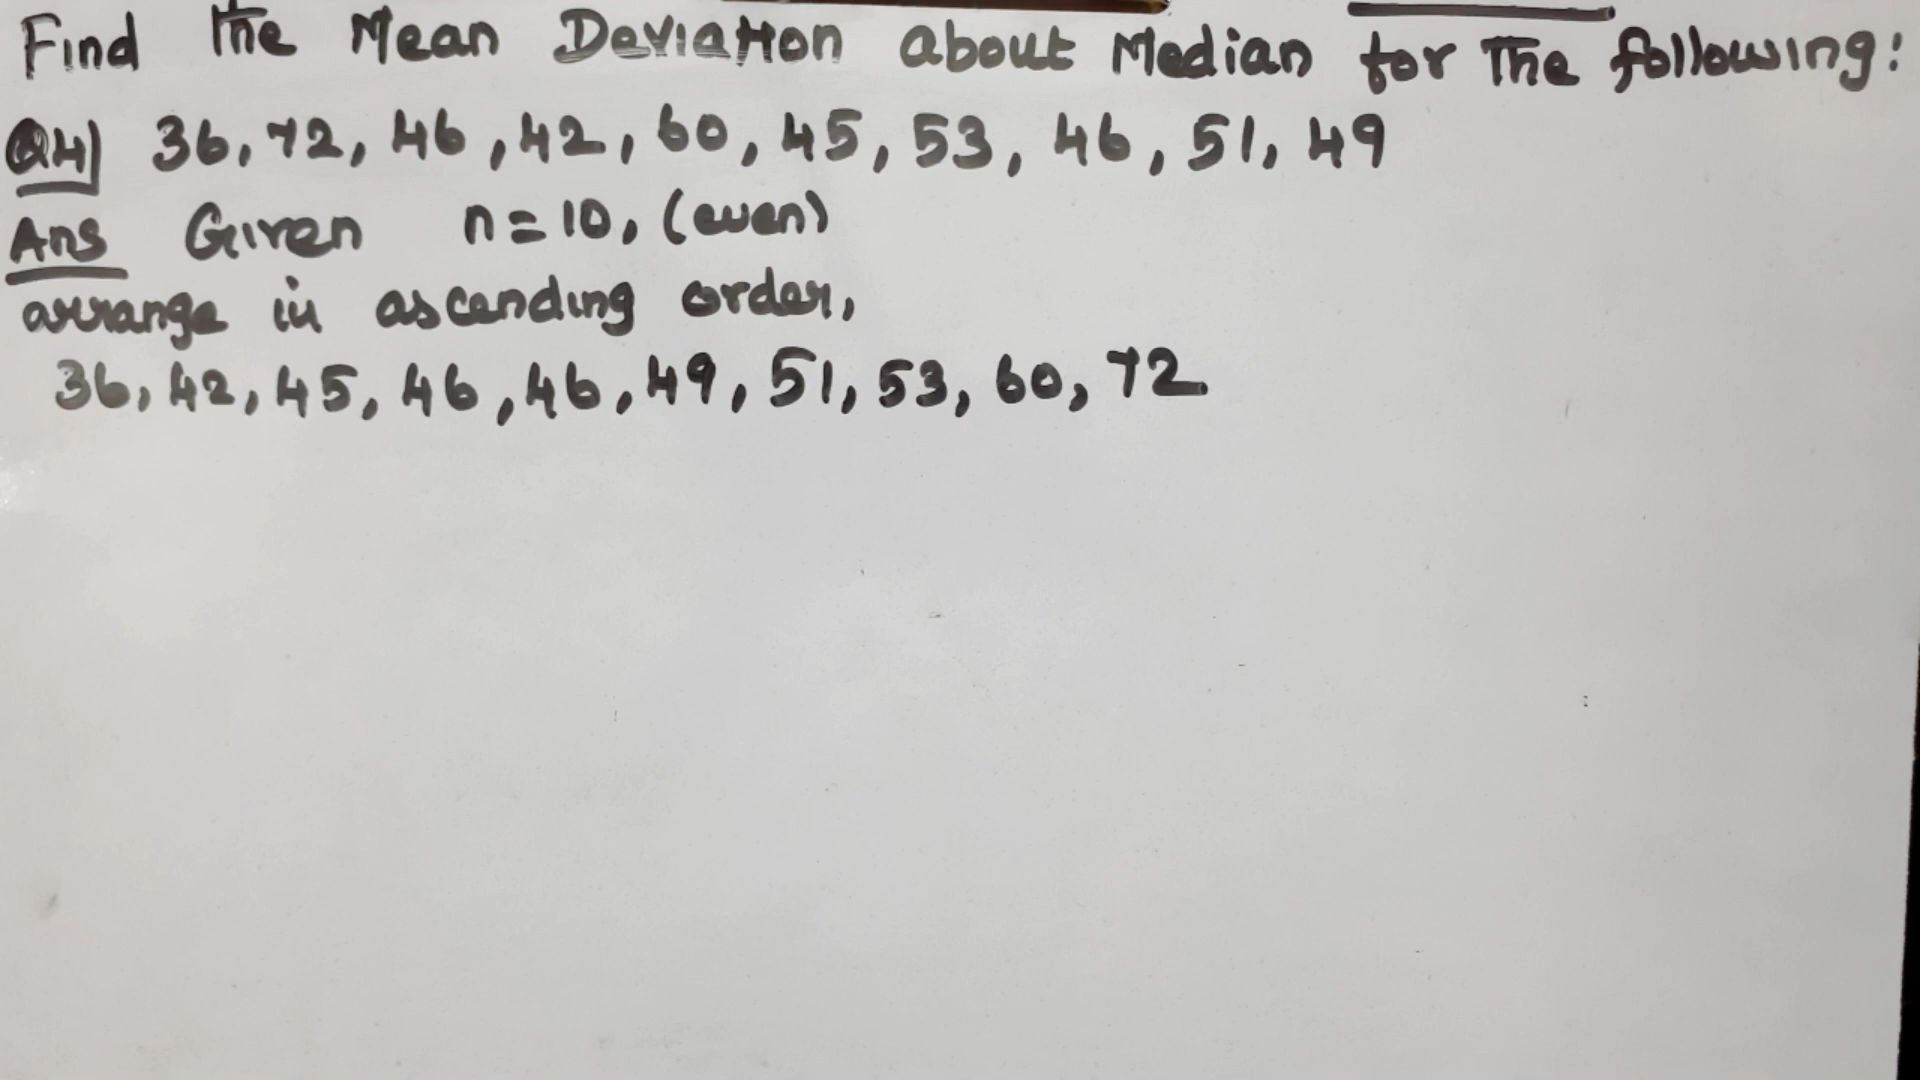 Find the Mean Deviation about Median for the following:
Q4) 36, 72, 46, 42, 60, 45, 53, 46, 51, 49
Ans Given n=10, (even)
arrange in ascending order,
36, 42, 45, 46, 46, 49, 51, 53, 60, 72